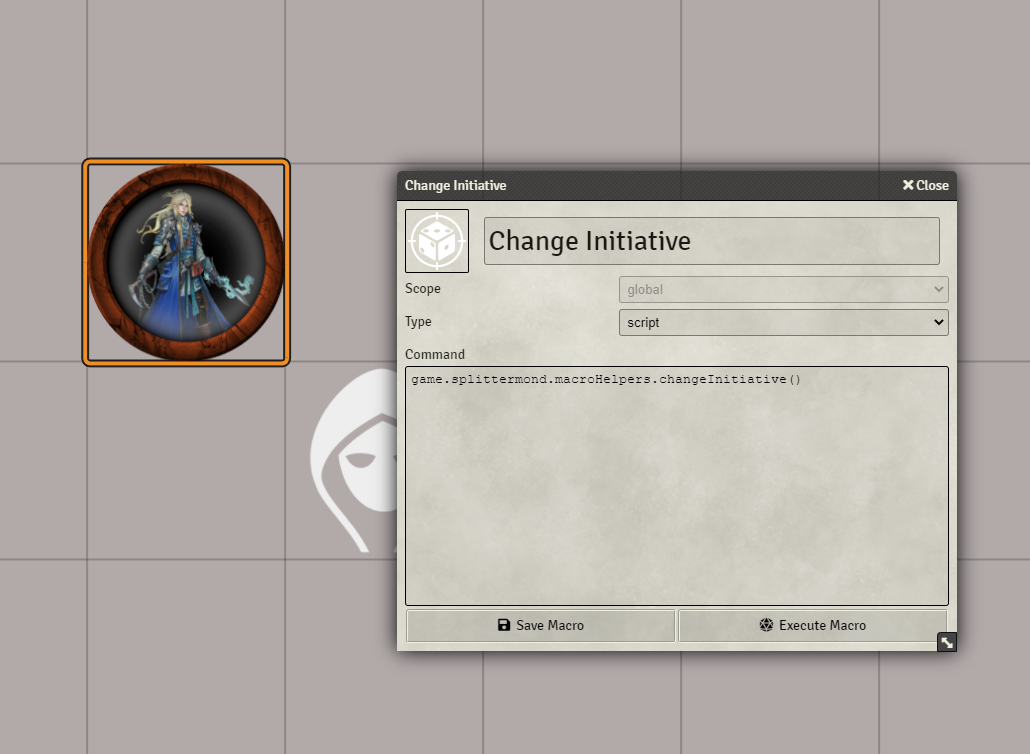 Change Initiative
Close
Change Initiative
Scope
global
Type
script
Command
game.splittermond.macroHelpers.changeInitiative()
Save Macro
Execute Macro